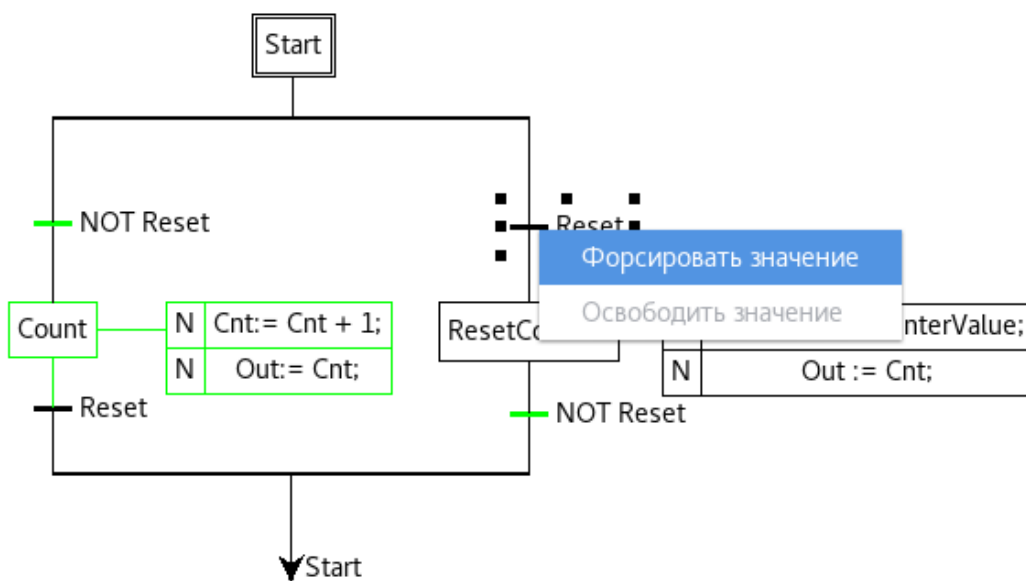 Start
NOT Reset
Reset
Форсировать значение
Освободить значение
Count
N Cnt:= Cnt + 1;
N Out:= Cnt;
nterValue;
N Out := Cnt;
Reset
NOT Reset
Start